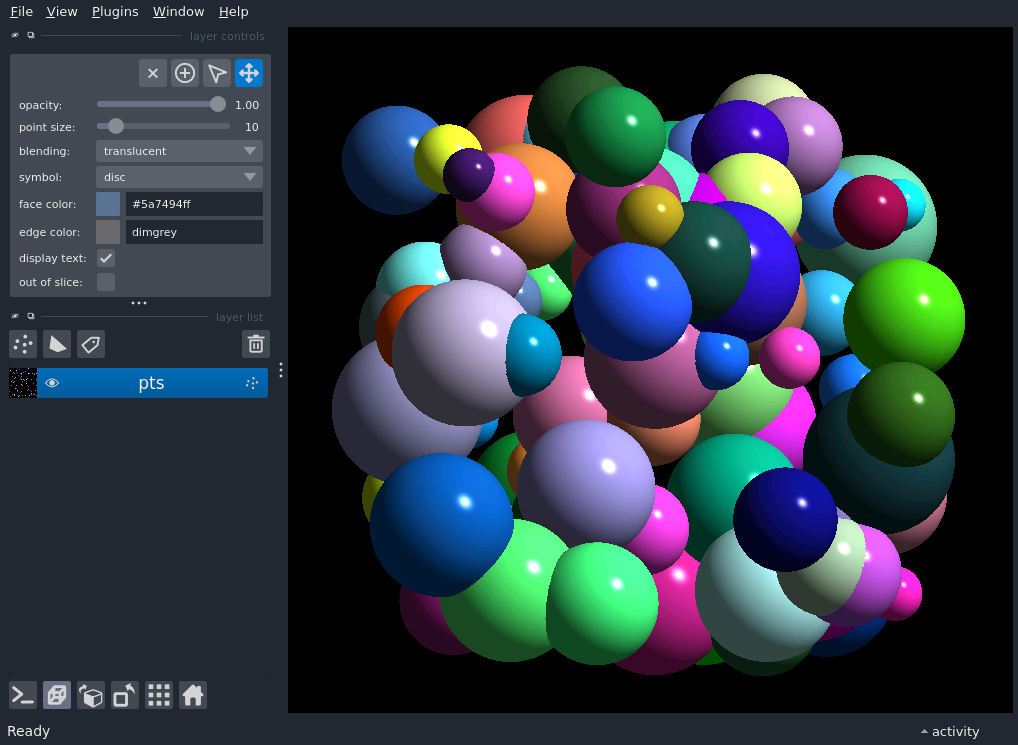 File View Plugins Window Help
layer controls
opacity: 1.00
point size: 10
blending: translucent
symbol: disc
face color: #5a7494ff
edge color: dimgrey
display text:
out of slice:
layer list
pts
Ready activity